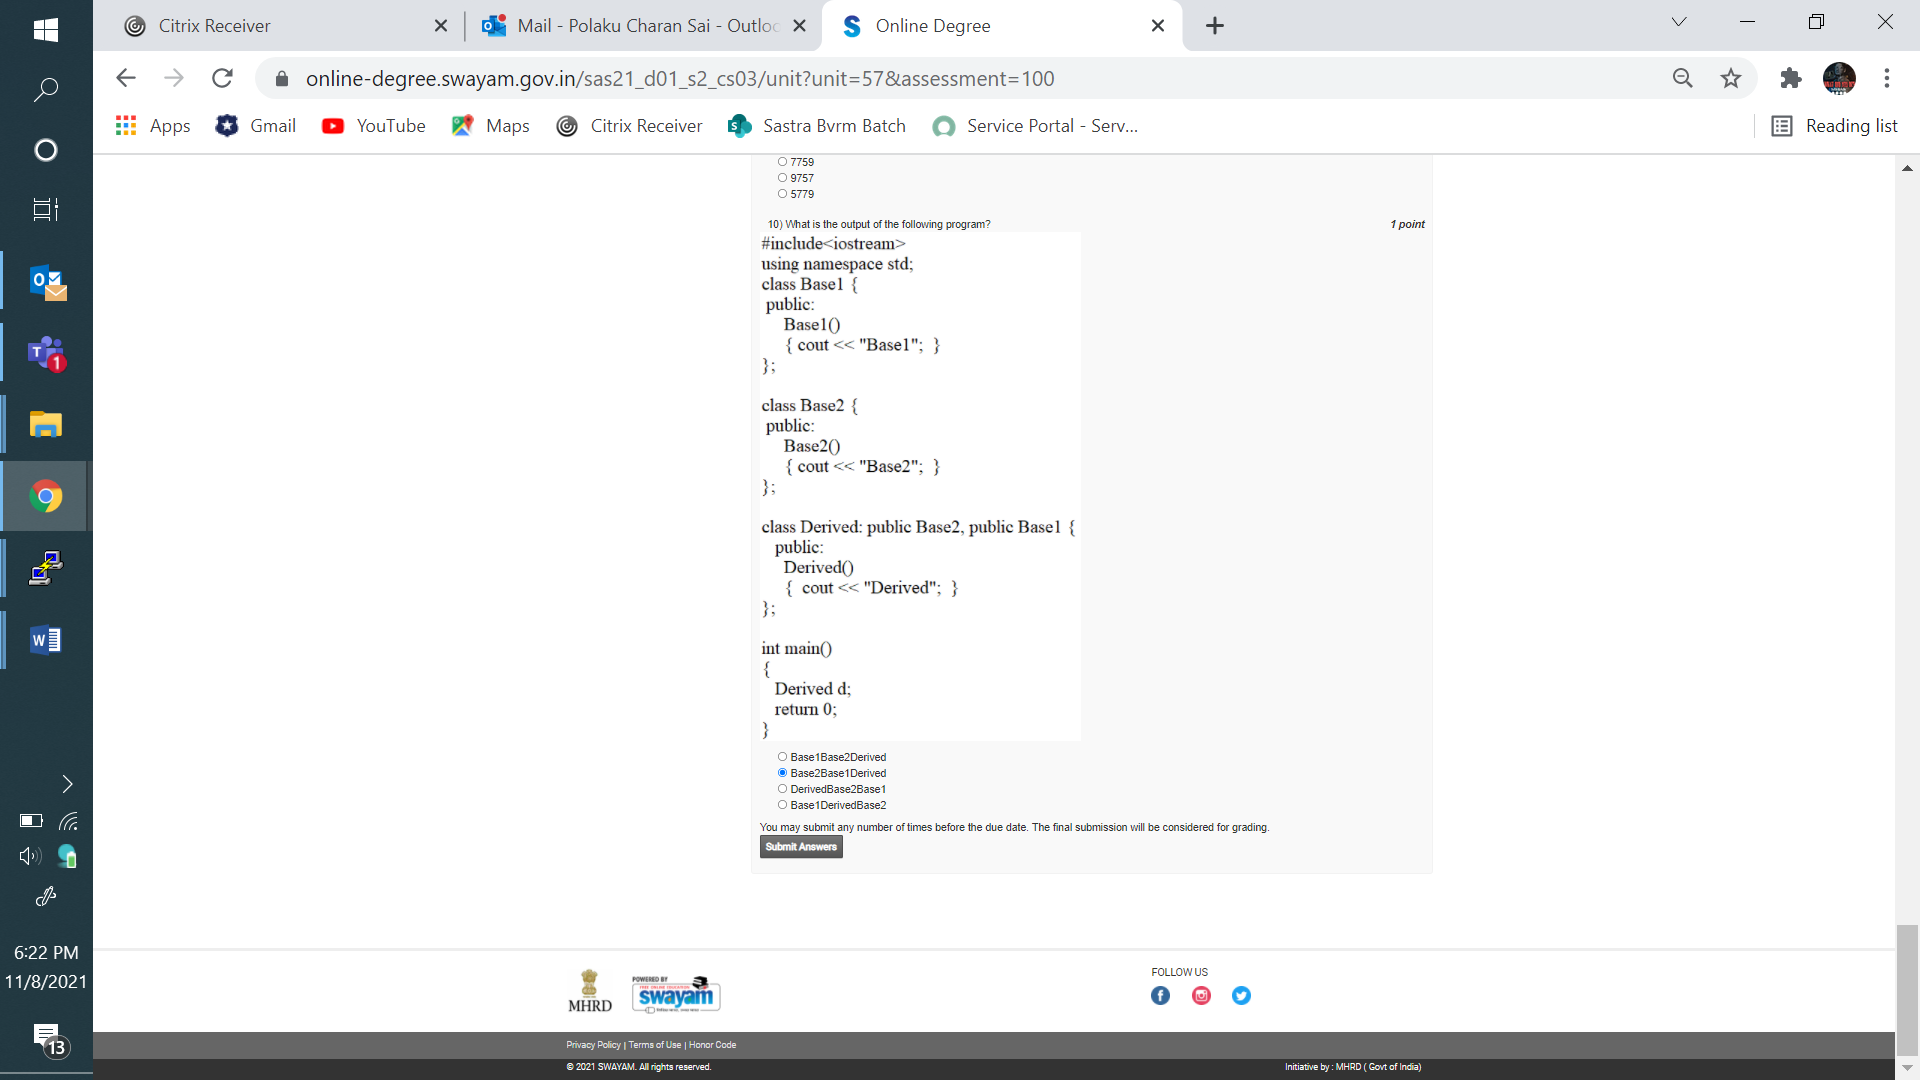 Citrix Receiver
Mail - Polaku Charan Sai - Outloo
Online Degree
online-degree.swayam.gov.in/sas21_d01_s2_cs03/unit?unit=57&assessment=100
Apps
Gmail
YouTube
Maps
Citrix Receiver
Sastra Bvrm Batch
Service Portal - Serv...
Reading list
7759
9757
5779
10) What is the output of the following program?
1 point
#include<iostream>
using namespace std;
class Base1 {
public:
Base1()
{ cout << "Base1"; }
};
class Base2 {
public:
Base2()
{ cout << "Base2"; }
};
class Derived: public Base2, public Base1 {
public:
Derived()
{ cout << "Derived"; }
};
int main()
{
Derived d;
return 0;
}
Base1Base2Derived
Base2Base1Derived
DerivedBase2Base1
Base1DerivedBase2
You may submit any number of times before the due date. The final submission will be considered for grading.
Submit Answers
1
6:22 PM
11/8/2021
13
MHRD
POWERED BY
swayam
FOLLOW US
Privacy Policy | Terms of Use | Honor Code
© 2021 SWAYAM. All rights reserved.
Initiative by : MHRD ( Govt of India)